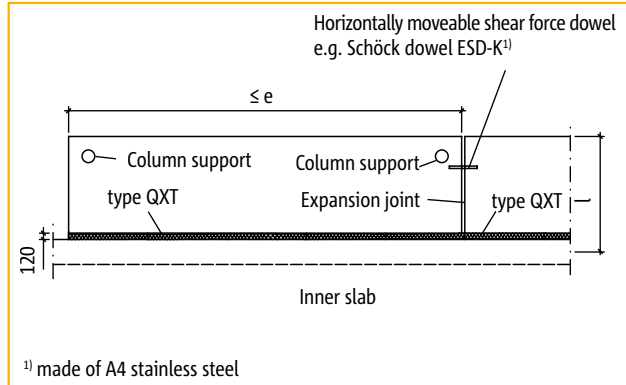 Horizontally moveable shear force dowel
e.g. Schöck dowel ESD-K¹⁾
≤ e
Column support
Column support
type QXT
Expansion joint
type QXT
l
120
Inner slab
¹⁾ made of A4 stainless steel